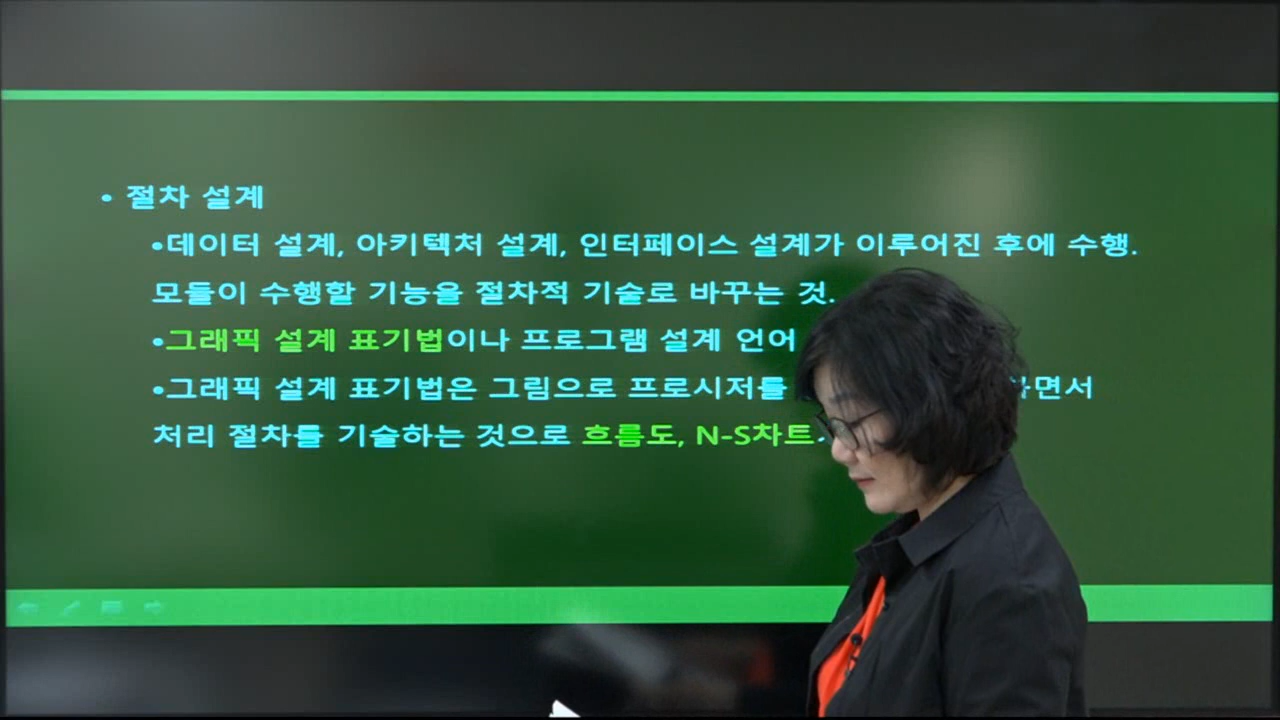 • 절차 설계
•데이터 설계, 아키텍처 설계, 인터페이스 설계가 이루어진 후에 수행.
모듈이 수행할 기능을 절차적 기술로 바꾸는 것.
•그래픽 설계 표기법이나 프로그램 설계 언어
•그래픽 설계 표기법은 그림으로 프로시저를 하면서
처리 절차를 기술하는 것으로 흐름도, N-S차트